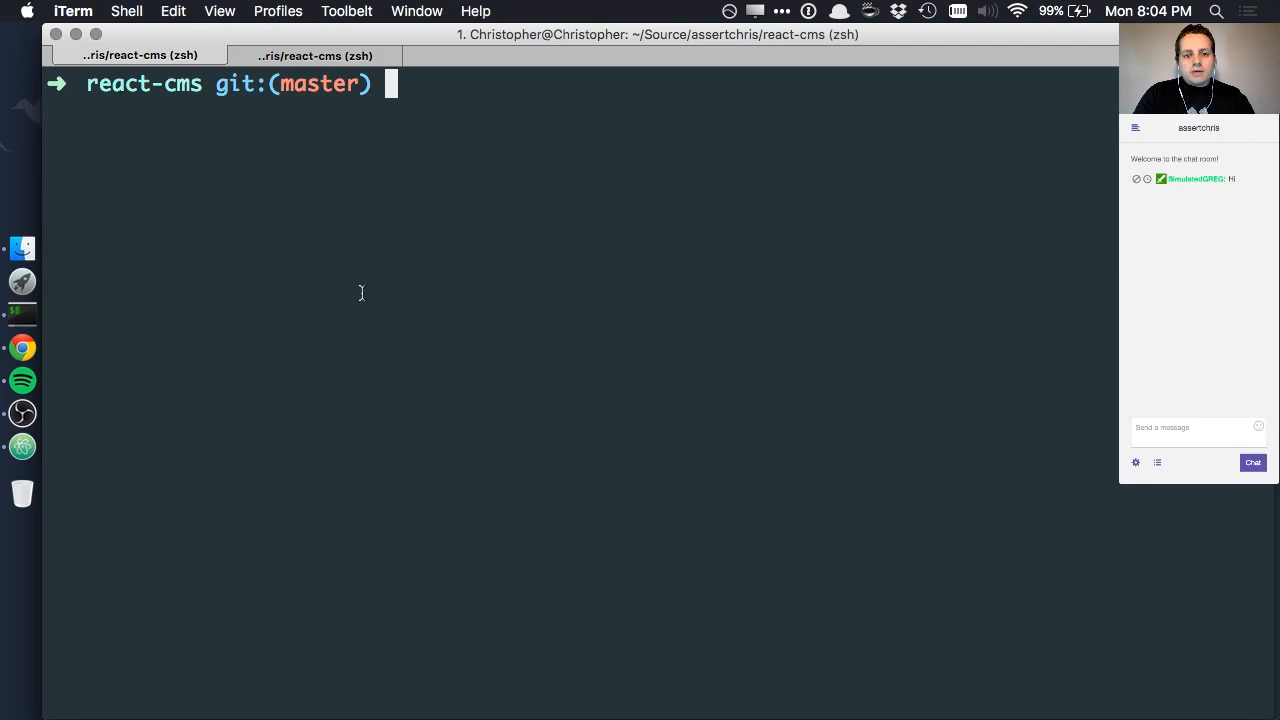 iTerm Shell Edit View Profiles Toolbelt Window Help 99% Mon 8:04 PM
1. Christopher@Christopher: ~/Source/assertchris/react-cms (zsh)
..ris/react-cms (zsh) ..ris/react-cms (zsh)
➜ react-cms git:(master)
assertchris
Welcome to the chat room!
SimulatedGREG: Hi
Send a message
Chat